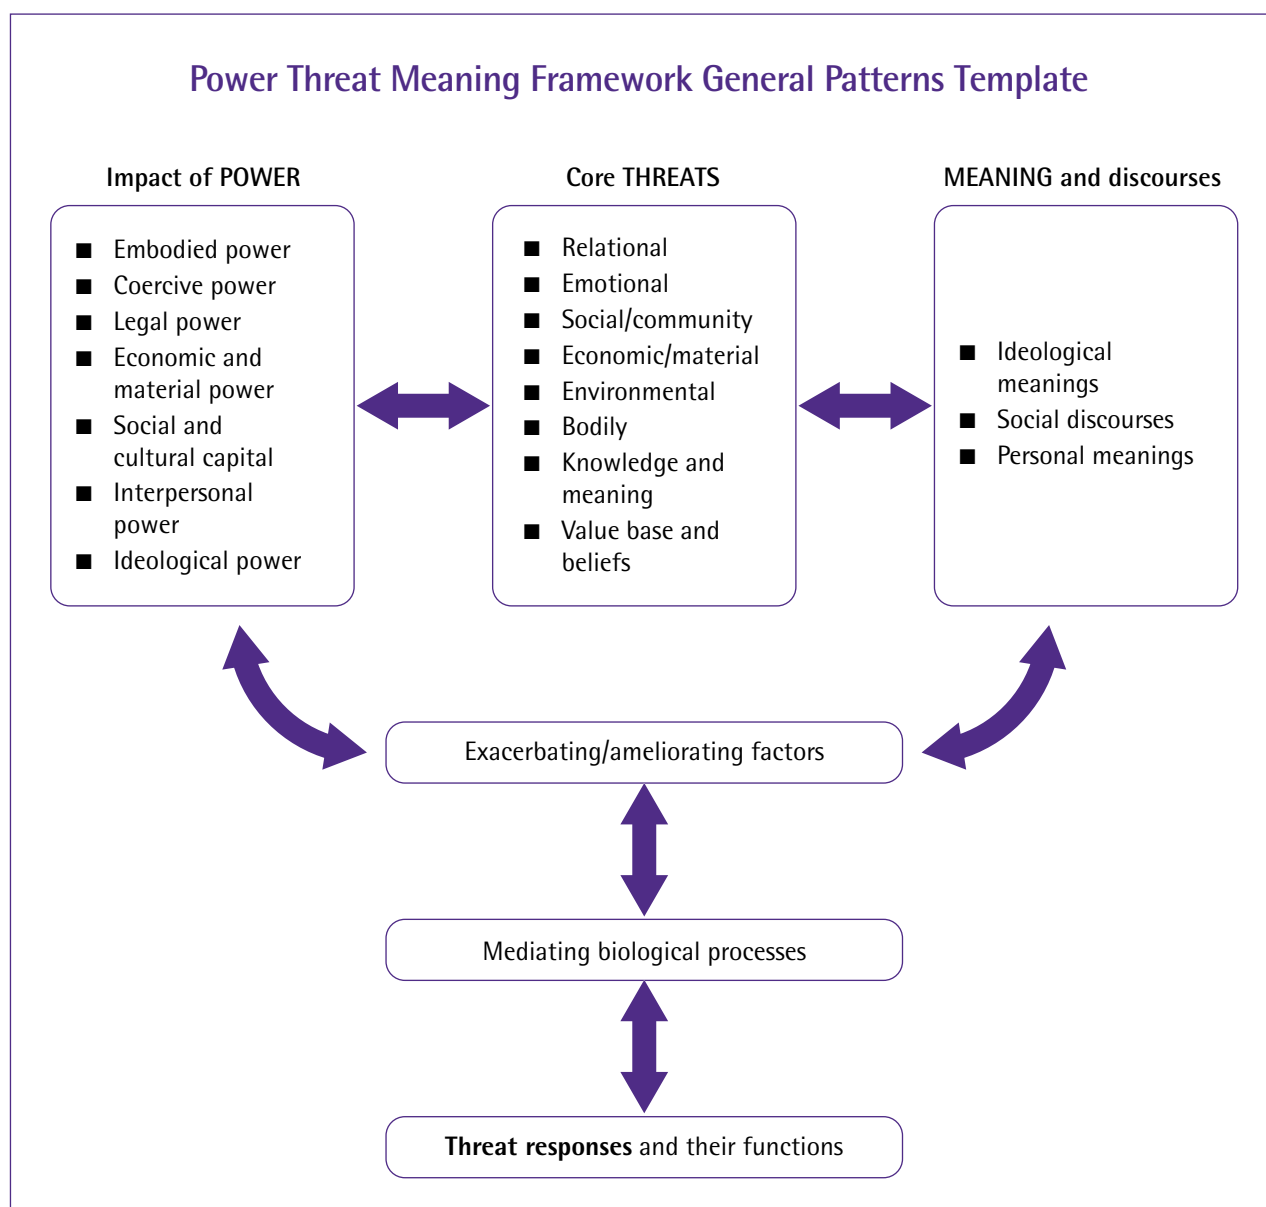 Power Threat Meaning Framework General Patterns Template
Impact of POWER
■ Embodied power
■ Coercive power
■ Legal power
■ Economic and
material power
■ Social and
cultural capital
■ Interpersonal
power
■ Ideological power
Core THREATS
■ Relational
■ Emotional
■ Social/community
■ Economic/material
■ Environmental
■ Bodily
■ Knowledge and
meaning
■ Value base and
beliefs
MEANING and discourses
■ Ideological
meanings
■ Social discourses
■ Personal meanings
Exacerbating/ameliorating factors
Mediating biological processes
Threat responses and their functions